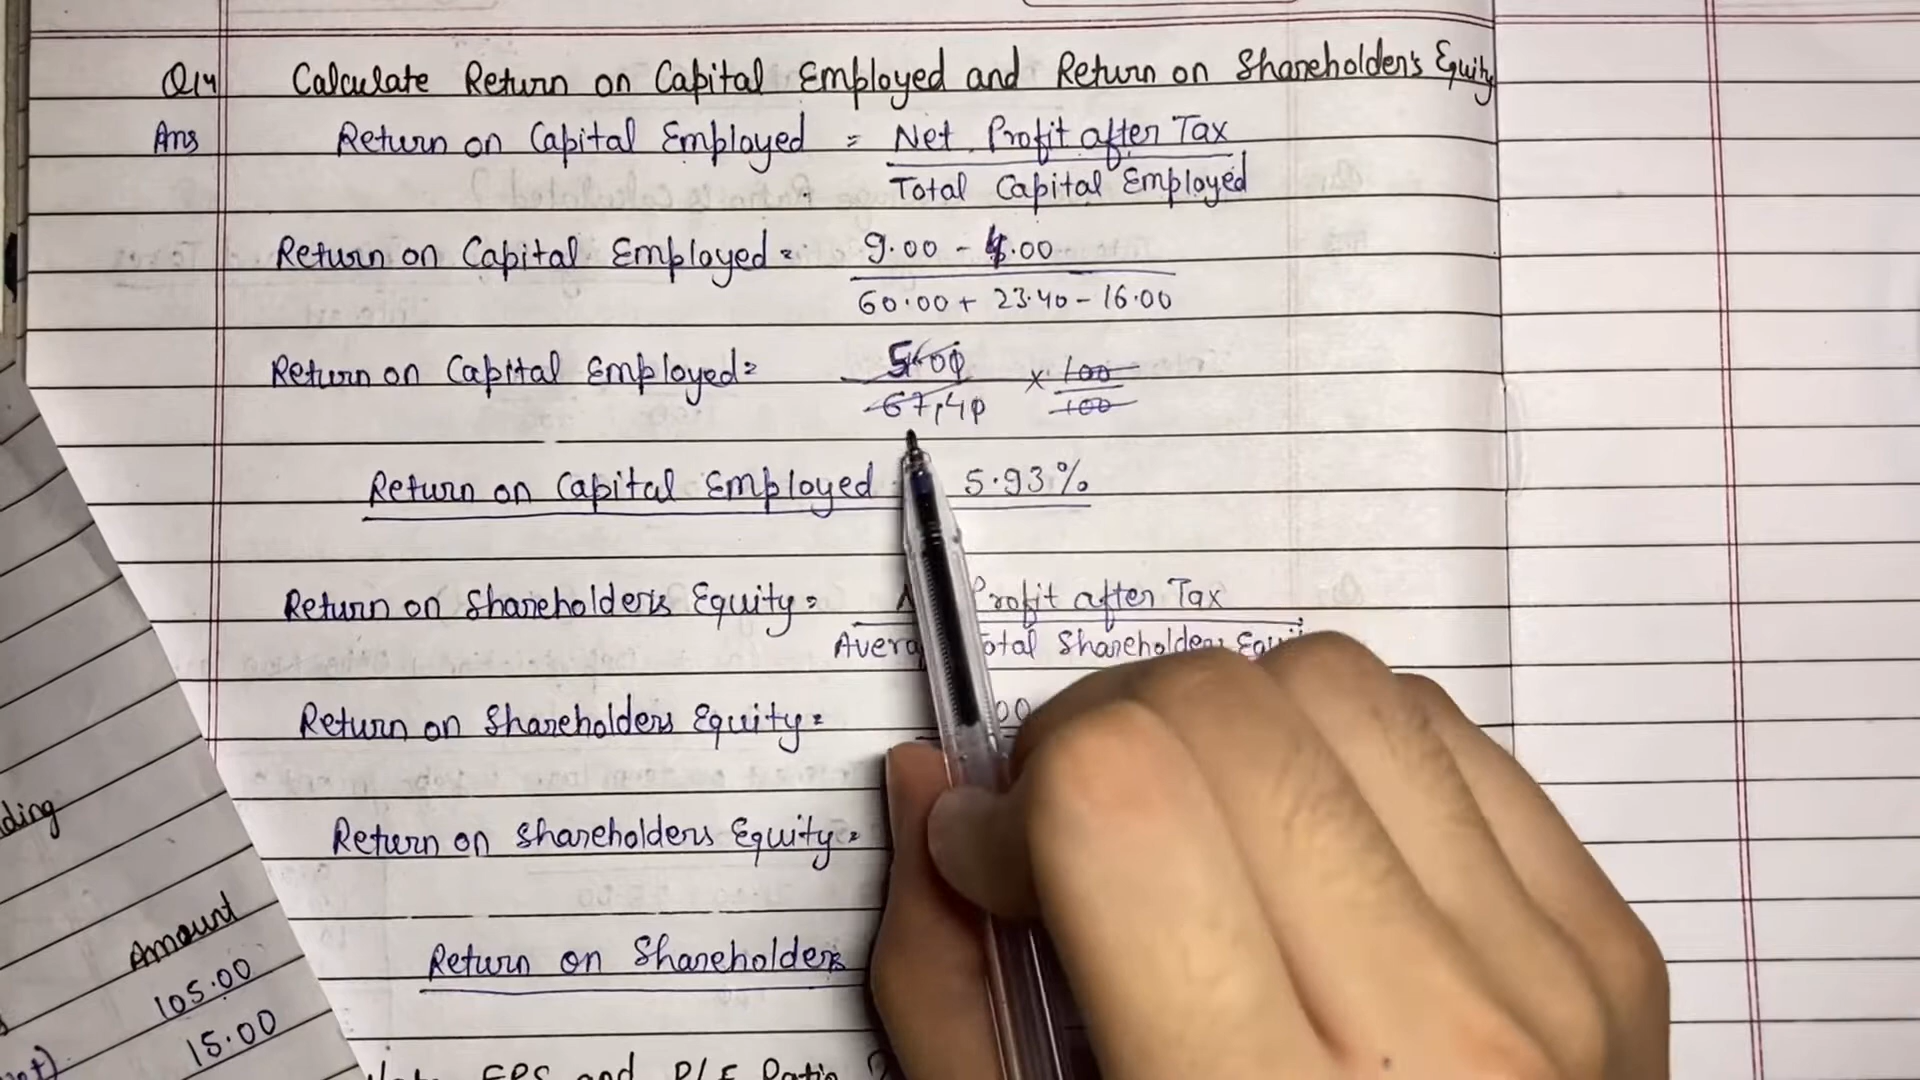 Q14 Calculate Return on Capital Employed and Return on Shareholder's Equity
Ans Return on Capital Employed = Net Profit after Tax
Total Capital Employed
Return on Capital Employed = 9.00 - 4.00
60.00 + 23.40 - 16.00
Return on Capital Employed = 5.00 × 100
67.40 100
Return on Capital Employed 5.93%
Return on Shareholders Equity = Profit after Tax
Total Shareholders
Return on Shareholders Equity = 00
Return on Shareholders Equity =
Return on Shareholders
Amount
105.00
15.00
EPS and P/E Ratio